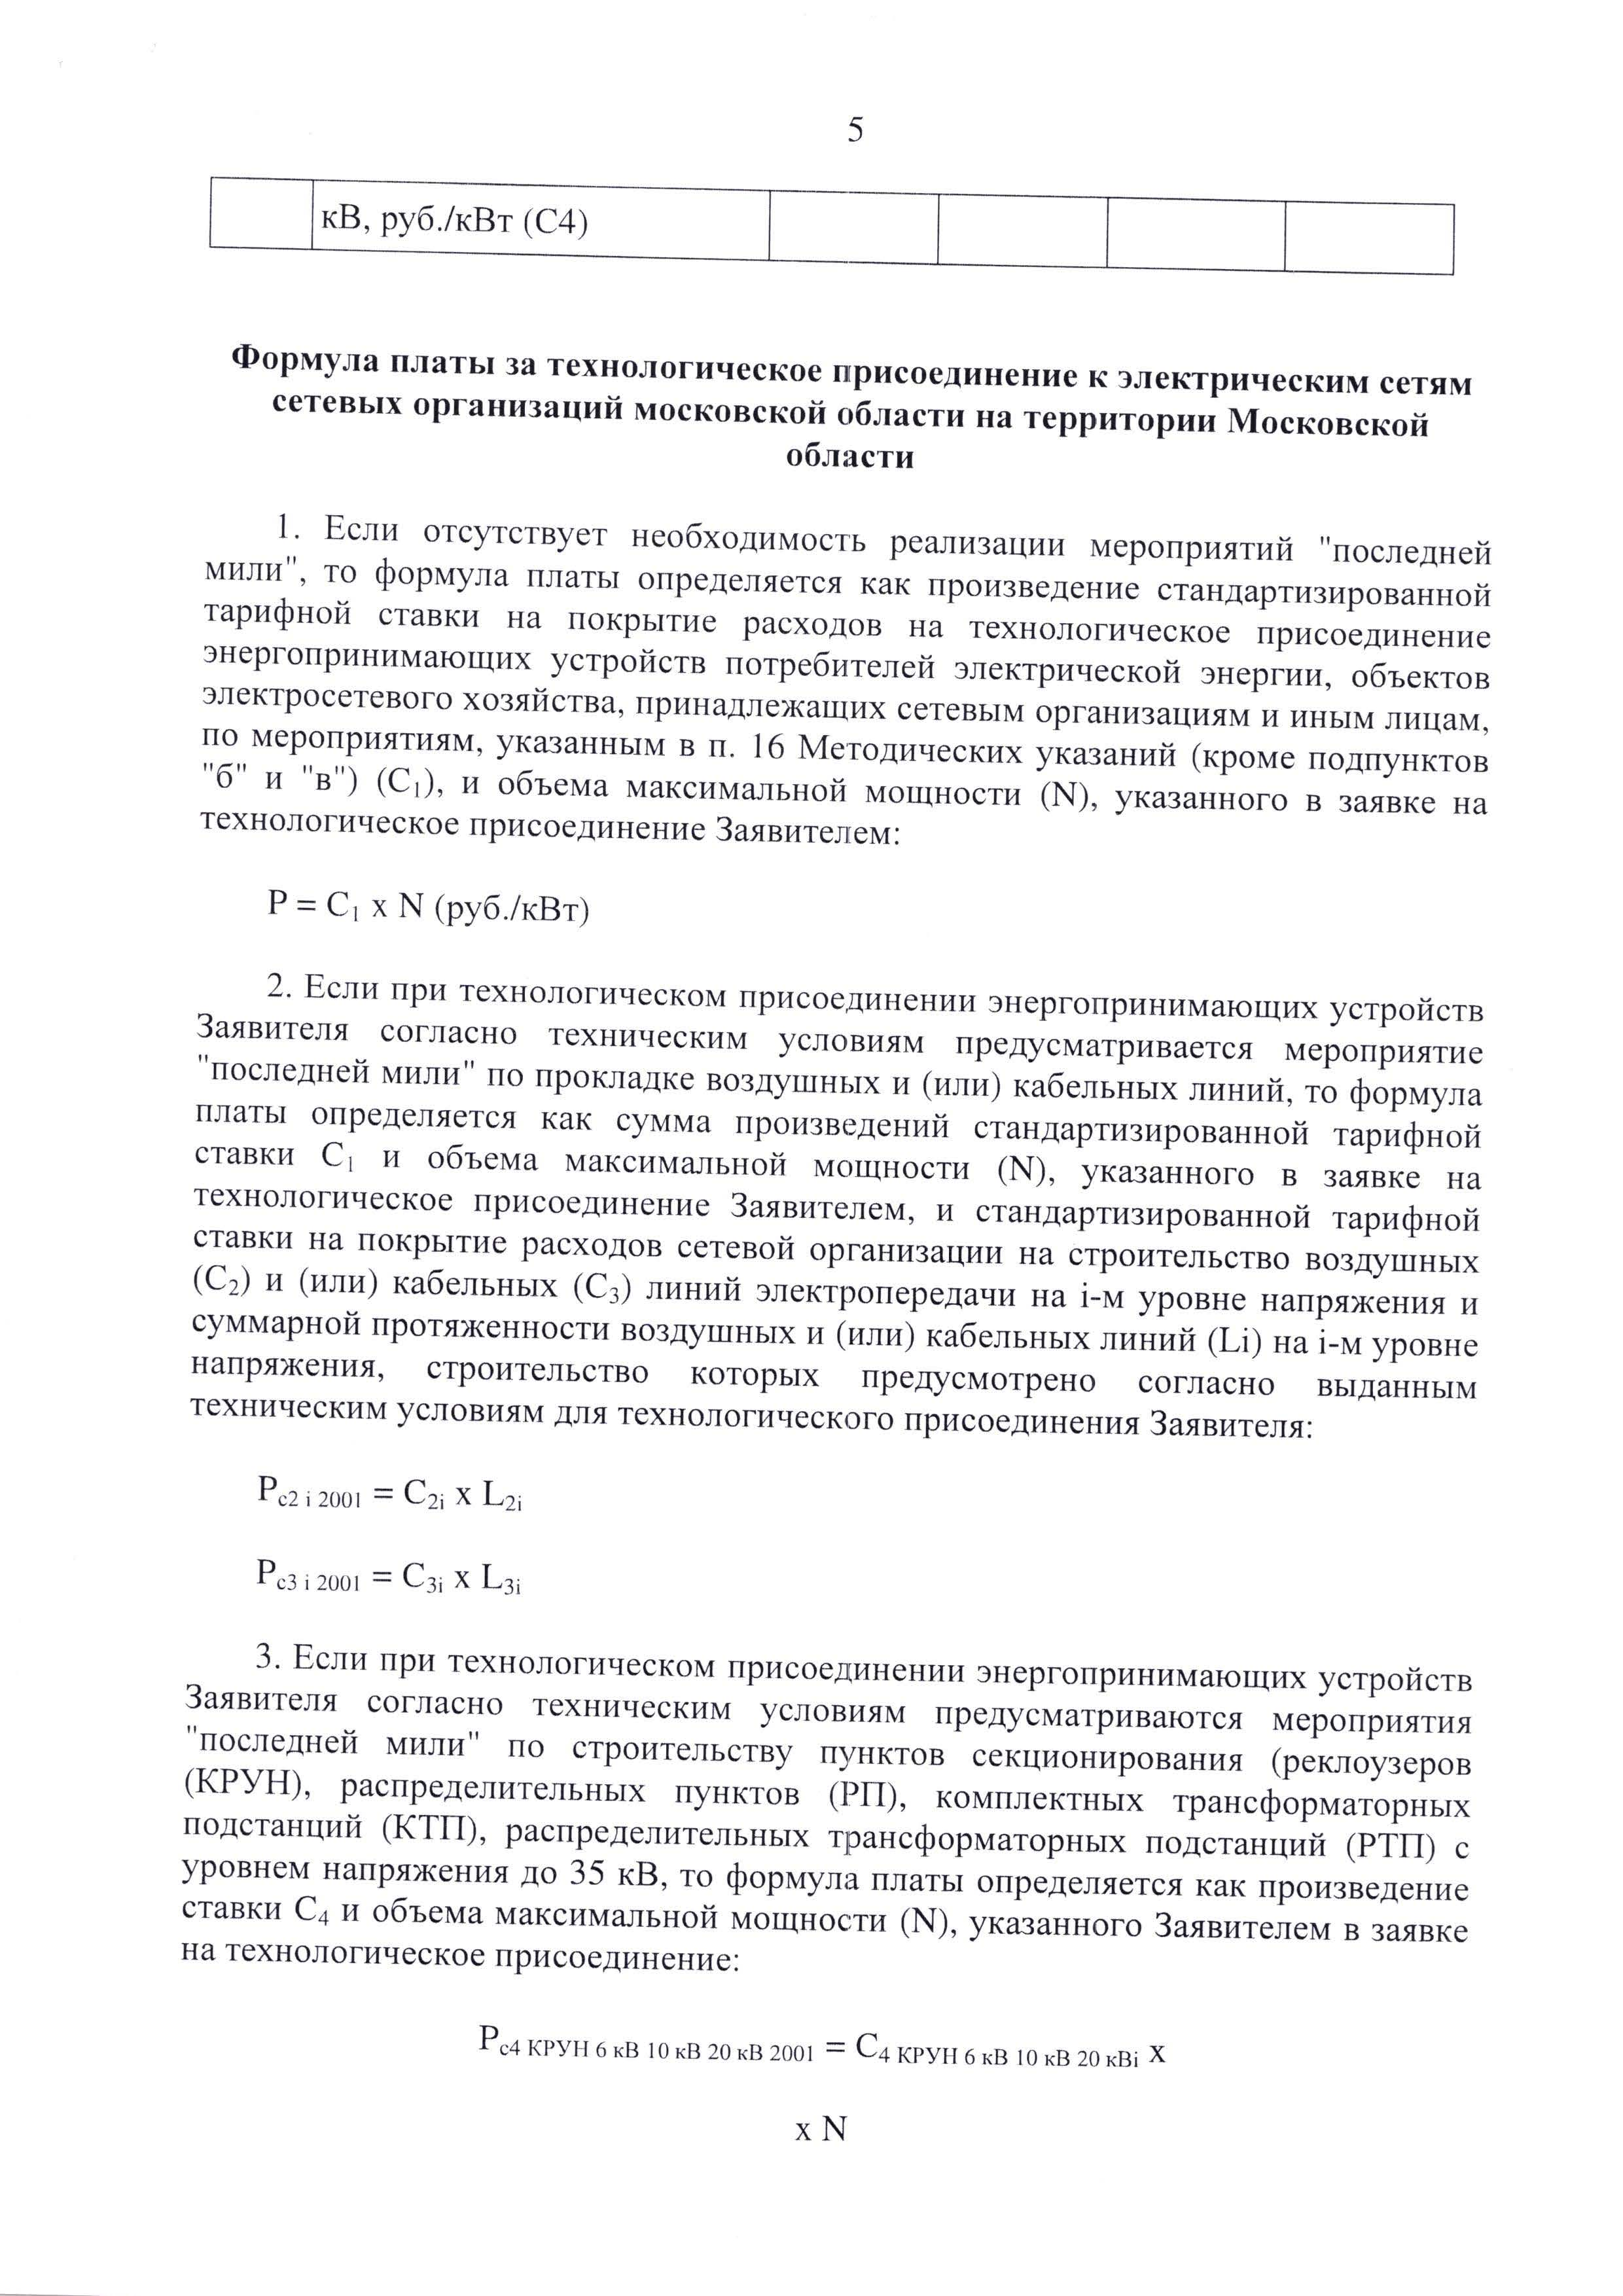 5
кВ, руб./кВт (С4)
Формула платы за технологическое присоединение к электрическим сетям
сетевых организаций московской области на территории Московской
области
1. Если отсутствует необходимость реализации мероприятий "последней
мили", то формула платы определяется как произведение стандартизированной
тарифной ставки на покрытие расходов на технологическое присоединение
энергопринимающих устройств потребителей электрической энергии, объектов
электросетевого хозяйства, принадлежащих сетевым организациям и иным лицам,
по мероприятиям, указанным в п. 16 Методических указаний (кроме подпунктов
"б" и "в") (С₁), и объема максимальной мощности (N), указанного в заявке на
технологическое присоединение Заявителем:
P = C₁ x N (руб./кВт)
2. Если при технологическом присоединении энергопринимающих устройств
Заявителя согласно техническим условиям предусматривается мероприятие
"последней мили" по прокладке воздушных и (или) кабельных линий, то формула
платы определяется как сумма произведений стандартизированной тарифной
ставки С₁ и объема максимальной мощности (N), указанного в заявке на
технологическое присоединение Заявителем, и стандартизированной тарифной
ставки на покрытие расходов сетевой организации на строительство воздушных
(С₂) и (или) кабельных (С₃) линий электропередачи на i-м уровне напряжения и
суммарной протяженности воздушных и (или) кабельных линий (Li) на i-м уровне
напряжения, строительство которых предусмотрено согласно выданным
техническим условиям для технологического присоединения Заявителя:
Pс2 i 2001 = C2i x L2i
Pс3 i 2001 = C3i x L3i
3. Если при технологическом присоединении энергопринимающих устройств
Заявителя согласно техническим условиям предусматриваются мероприятия
"последней мили" по строительству пунктов секционирования (реклоузеров
(КРУН), распределительных пунктов (РП), комплектных трансформаторных
подстанций (КТП), распределительных трансформаторных подстанций (РТП) с
уровнем напряжения до 35 кВ, то формула платы определяется как произведение
ставки С₄ и объема максимальной мощности (N), указанного Заявителем в заявке
на технологическое присоединение:
Pс4 КРУН 6 кВ 10 кВ 20 кВ 2001 = C4 КРУН 6 кВ 10 кВ 20 кВi x
x N